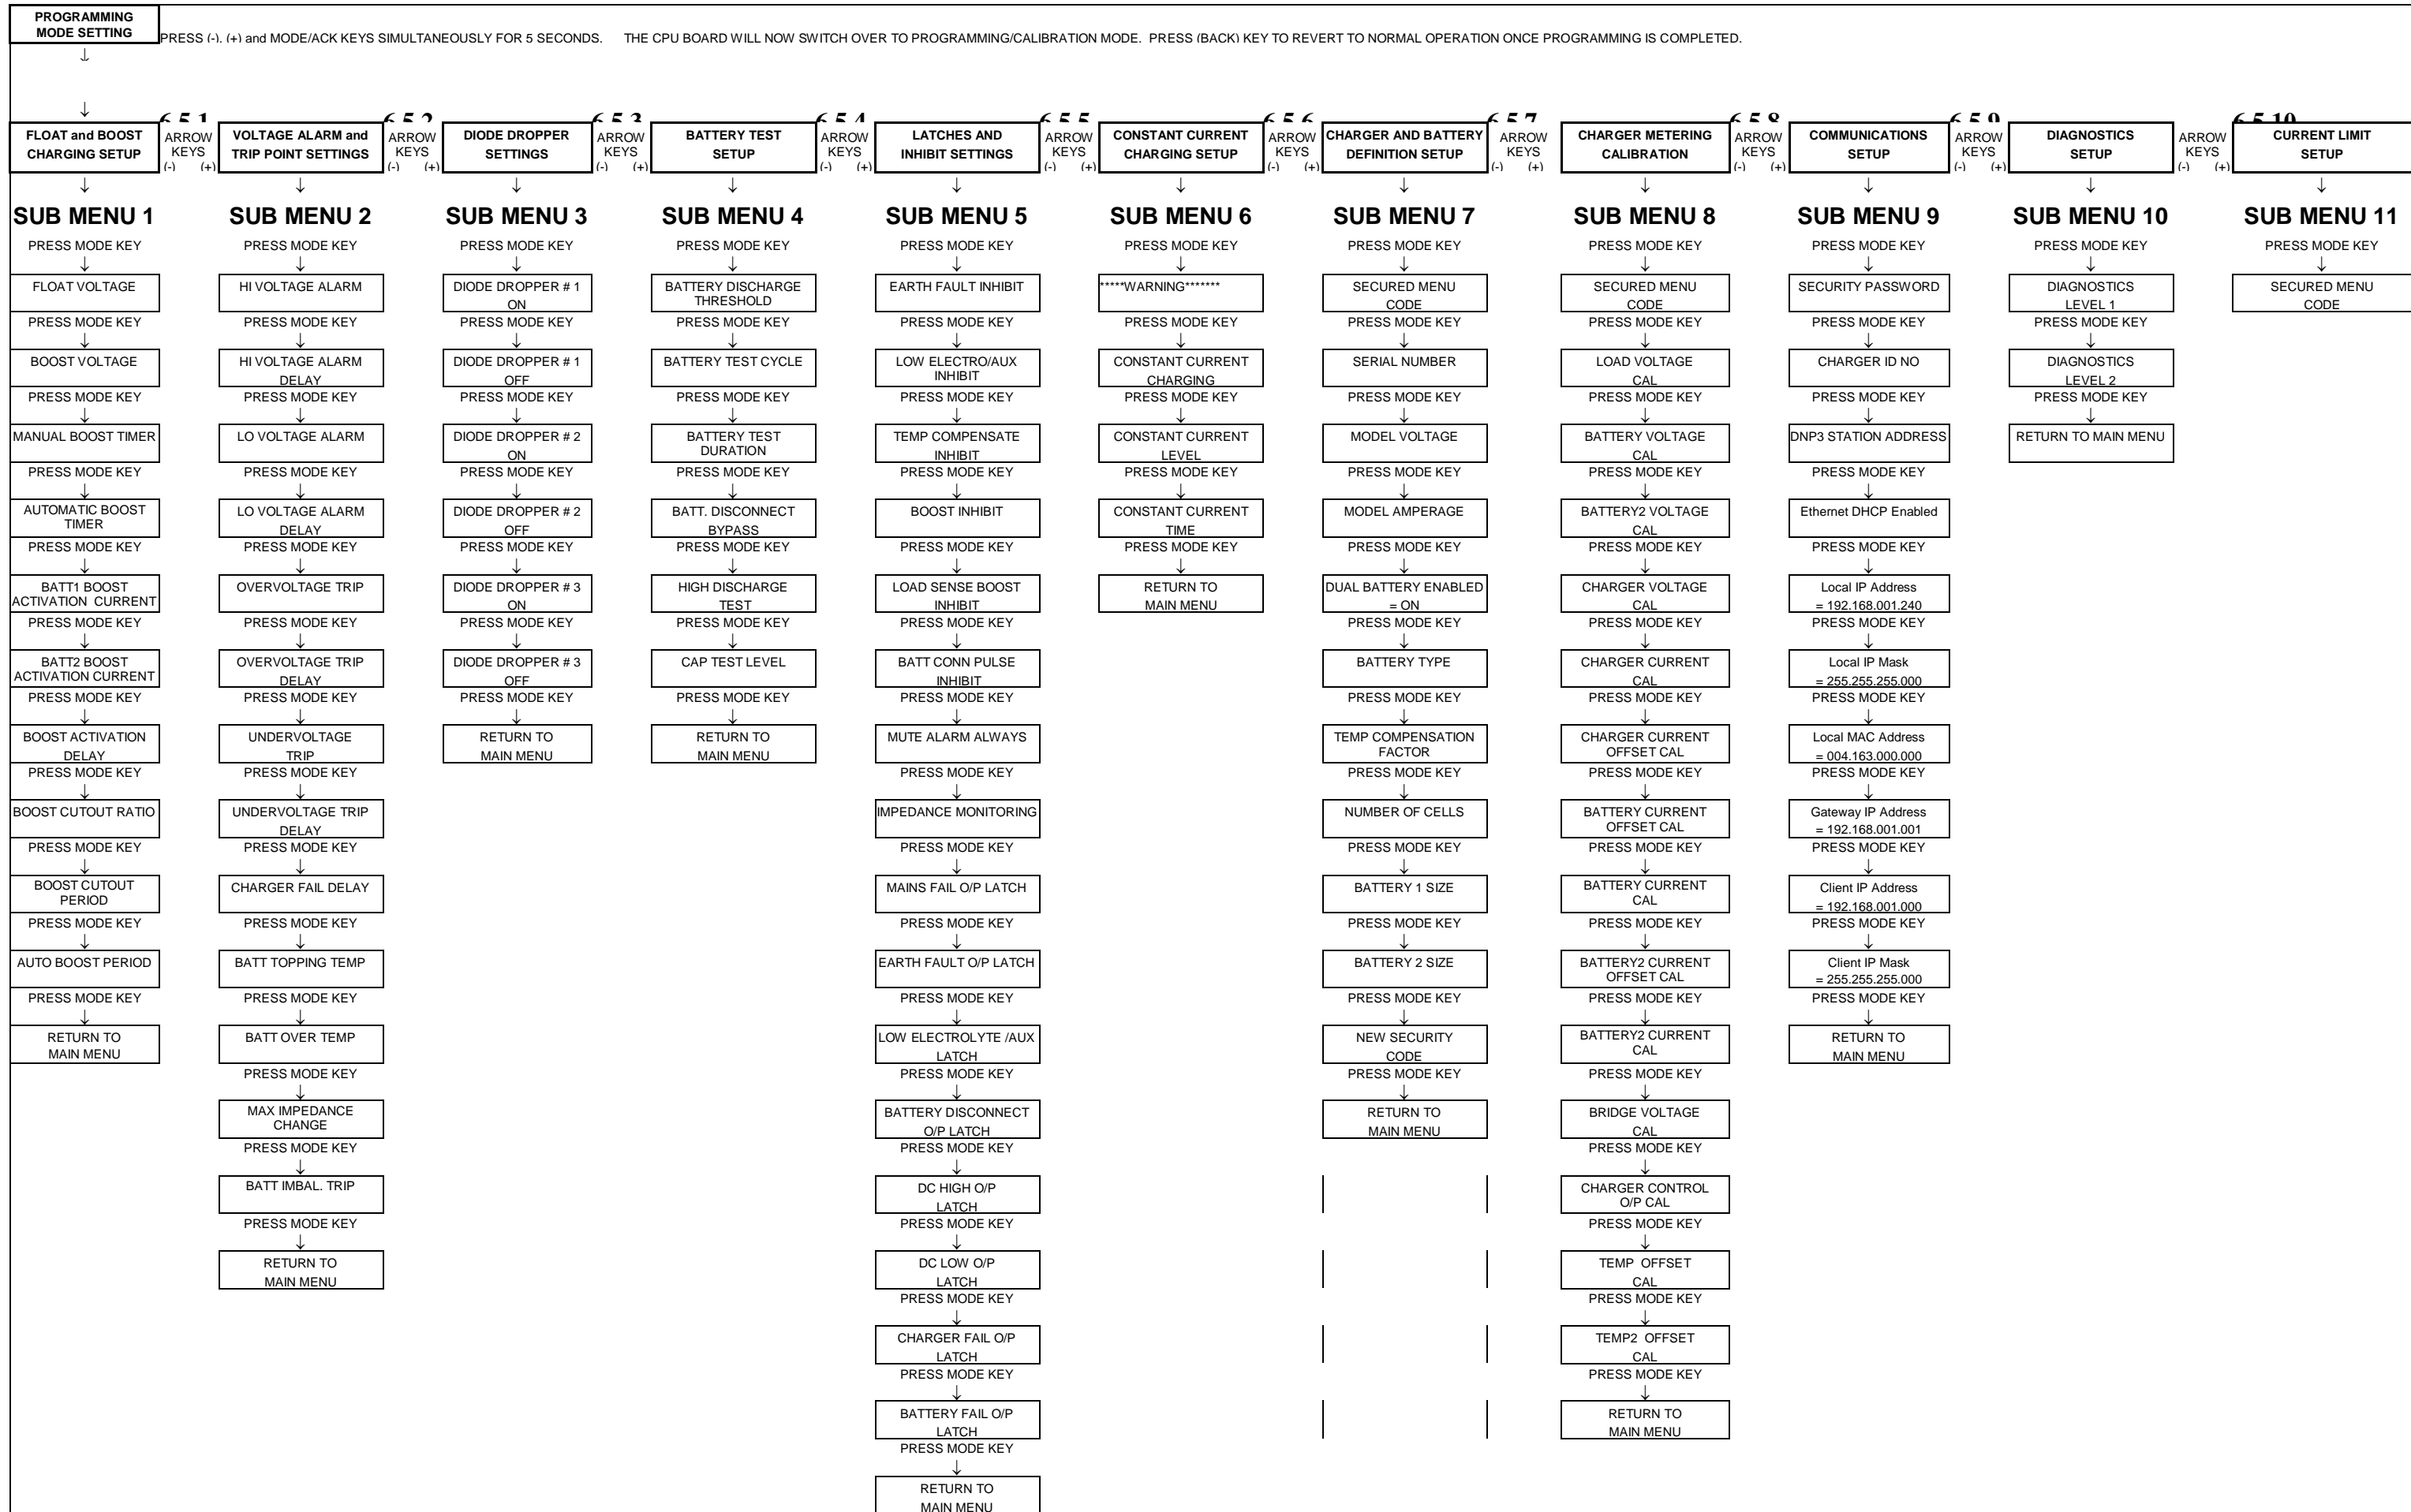 PROGRAMMING
MODE SETTING
PRESS (-), (+) and MODE/ACK KEYS SIMULTANEOUSLY FOR 5 SECONDS. THE CPU BOARD WILL NOW SWITCH OVER TO PROGRAMMING/CALIBRATION MODE. PRESS (BACK) KEY TO REVERT TO NORMAL OPERATION ONCE PROGRAMMING IS COMPLETED.
↓
↓
FLOAT and BOOST
CHARGING SETUP
↓
SUB MENU 1
PRESS MODE KEY
↓
FLOAT VOLTAGE
PRESS MODE KEY
↓
BOOST VOLTAGE
PRESS MODE KEY
↓
MANUAL BOOST TIMER
PRESS MODE KEY
↓
AUTOMATIC BOOST
TIMER
PRESS MODE KEY
↓
BATT1 BOOST
ACTIVATION CURRENT
PRESS MODE KEY
↓
BATT2 BOOST
ACTIVATION CURRENT
PRESS MODE KEY
↓
BOOST ACTIVATION
DELAY
PRESS MODE KEY
↓
BOOST CUTOUT RATIO
PRESS MODE KEY
↓
BOOST CUTOUT
PERIOD
PRESS MODE KEY
↓
AUTO BOOST PERIOD
PRESS MODE KEY
↓
RETURN TO
MAIN MENU
6.5.1
ARROW
KEYS
(-) (+)
VOLTAGE ALARM and
TRIP POINT SETTINGS
↓
SUB MENU 2
PRESS MODE KEY
↓
HI VOLTAGE ALARM
PRESS MODE KEY
↓
HI VOLTAGE ALARM
DELAY
PRESS MODE KEY
↓
LO VOLTAGE ALARM
PRESS MODE KEY
↓
LO VOLTAGE ALARM
DELAY
PRESS MODE KEY
↓
OVERVOLTAGE TRIP
PRESS MODE KEY
↓
OVERVOLTAGE TRIP
DELAY
PRESS MODE KEY
↓
UNDERVOLTAGE
TRIP
PRESS MODE KEY
↓
UNDERVOLTAGE TRIP
DELAY
PRESS MODE KEY
↓
CHARGER FAIL DELAY
PRESS MODE KEY
↓
BATT TOPPING TEMP
PRESS MODE KEY
↓
BATT OVER TEMP
PRESS MODE KEY
↓
MAX IMPEDANCE
CHANGE
PRESS MODE KEY
↓
BATT IMBAL. TRIP
PRESS MODE KEY
↓
RETURN TO
MAIN MENU
6.5.2
ARROW
KEYS
(-) (+)
DIODE DROPPER
SETTINGS
↓
SUB MENU 3
PRESS MODE KEY
↓
DIODE DROPPER # 1
ON
PRESS MODE KEY
↓
DIODE DROPPER # 1
OFF
PRESS MODE KEY
↓
DIODE DROPPER # 2
ON
PRESS MODE KEY
↓
DIODE DROPPER # 2
OFF
PRESS MODE KEY
↓
DIODE DROPPER # 3
ON
PRESS MODE KEY
↓
DIODE DROPPER # 3
OFF
PRESS MODE KEY
↓
RETURN TO
MAIN MENU
6.5.3
ARROW
KEYS
(-) (+)
BATTERY TEST
SETUP
↓
SUB MENU 4
PRESS MODE KEY
↓
BATTERY DISCHARGE
THRESHOLD
PRESS MODE KEY
↓
BATTERY TEST CYCLE
PRESS MODE KEY
↓
BATTERY TEST
DURATION
PRESS MODE KEY
↓
BATT. DISCONNECT
BYPASS
PRESS MODE KEY
↓
HIGH DISCHARGE
TEST
PRESS MODE KEY
↓
CAP TEST LEVEL
PRESS MODE KEY
↓
RETURN TO
MAIN MENU
6.5.4
ARROW
KEYS
(-) (+)
LATCHES AND
INHIBIT SETTINGS
↓
SUB MENU 5
PRESS MODE KEY
↓
EARTH FAULT INHIBIT
PRESS MODE KEY
↓
LOW ELECTRO/AUX
INHIBIT
PRESS MODE KEY
↓
TEMP COMPENSATE
INHIBIT
PRESS MODE KEY
↓
BOOST INHIBIT
PRESS MODE KEY
↓
LOAD SENSE BOOST
INHIBIT
PRESS MODE KEY
↓
BATT CONN PULSE
INHIBIT
PRESS MODE KEY
↓
MUTE ALARM ALWAYS
PRESS MODE KEY
↓
IMPEDANCE MONITORING
PRESS MODE KEY
↓
MAINS FAIL O/P LATCH
PRESS MODE KEY
↓
EARTH FAULT O/P LATCH
PRESS MODE KEY
↓
LOW ELECTROLYTE /AUX
LATCH
PRESS MODE KEY
↓
BATTERY DISCONNECT
O/P LATCH
PRESS MODE KEY
↓
DC HIGH O/P
LATCH
PRESS MODE KEY
↓
DC LOW O/P
LATCH
PRESS MODE KEY
↓
CHARGER FAIL O/P
LATCH
PRESS MODE KEY
↓
BATTERY FAIL O/P
LATCH
PRESS MODE KEY
↓
RETURN TO
MAIN MENU
6.5.5
ARROW
KEYS
(-) (+)
CONSTANT CURRENT
CHARGING SETUP
↓
SUB MENU 6
PRESS MODE KEY
↓
*****WARNING*******
PRESS MODE KEY
↓
CONSTANT CURRENT
CHARGING
PRESS MODE KEY
↓
CONSTANT CURRENT
LEVEL
PRESS MODE KEY
↓
CONSTANT CURRENT
TIME
PRESS MODE KEY
↓
RETURN TO
MAIN MENU
6.5.6
ARROW
KEYS
(-) (+)
CHARGER AND BATTERY
DEFINITION SETUP
↓
SUB MENU 7
PRESS MODE KEY
↓
SECURED MENU
CODE
PRESS MODE KEY
↓
SERIAL NUMBER
PRESS MODE KEY
↓
MODEL VOLTAGE
PRESS MODE KEY
↓
MODEL AMPERAGE
PRESS MODE KEY
↓
DUAL BATTERY ENABLED
= ON
PRESS MODE KEY
↓
BATTERY TYPE
PRESS MODE KEY
↓
TEMP COMPENSATION
FACTOR
PRESS MODE KEY
↓
NUMBER OF CELLS
PRESS MODE KEY
↓
BATTERY 1 SIZE
PRESS MODE KEY
↓
BATTERY 2 SIZE
PRESS MODE KEY
↓
NEW SECURITY
CODE
PRESS MODE KEY
↓
RETURN TO
MAIN MENU
6.5.7
ARROW
KEYS
(-) (+)
CHARGER METERING
CALIBRATION
↓
SUB MENU 8
PRESS MODE KEY
↓
SECURED MENU
CODE
PRESS MODE KEY
↓
LOAD VOLTAGE
CAL
PRESS MODE KEY
↓
BATTERY VOLTAGE
CAL
PRESS MODE KEY
↓
BATTERY2 VOLTAGE
CAL
PRESS MODE KEY
↓
CHARGER VOLTAGE
CAL
PRESS MODE KEY
↓
CHARGER CURRENT
CAL
PRESS MODE KEY
↓
CHARGER CURRENT
OFFSET CAL
PRESS MODE KEY
↓
BATTERY CURRENT
OFFSET CAL
PRESS MODE KEY
↓
BATTERY CURRENT
CAL
PRESS MODE KEY
↓
BATTERY2 CURRENT
OFFSET CAL
PRESS MODE KEY
↓
BATTERY2 CURRENT
CAL
PRESS MODE KEY
↓
BRIDGE VOLTAGE
CAL
PRESS MODE KEY
↓
CHARGER CONTROL
O/P CAL
PRESS MODE KEY
↓
TEMP OFFSET
CAL
PRESS MODE KEY
↓
TEMP2 OFFSET
CAL
PRESS MODE KEY
↓
RETURN TO
MAIN MENU
6.5.8
ARROW
KEYS
(-) (+)
COMMUNICATIONS
SETUP
↓
SUB MENU 9
PRESS MODE KEY
↓
SECURITY PASSWORD
PRESS MODE KEY
↓
CHARGER ID NO
PRESS MODE KEY
↓
DNP3 STATION ADDRESS
PRESS MODE KEY
↓
Ethernet DHCP Enabled
PRESS MODE KEY
↓
Local IP Address
= 192.168.001.240
PRESS MODE KEY
↓
Local IP Mask
= 255.255.255.000
PRESS MODE KEY
↓
Local MAC Address
= 004.163.000.000
PRESS MODE KEY
↓
Gateway IP Address
= 192.168.001.001
PRESS MODE KEY
↓
Client IP Address
= 192.168.001.000
PRESS MODE KEY
↓
Client IP Mask
= 255.255.255.000
PRESS MODE KEY
↓
RETURN TO
MAIN MENU
6.5.9
ARROW
KEYS
(-) (+)
DIAGNOSTICS
SETUP
↓
SUB MENU 10
PRESS MODE KEY
↓
DIAGNOSTICS
LEVEL 1
PRESS MODE KEY
↓
DIAGNOSTICS
LEVEL 2
PRESS MODE KEY
↓
RETURN TO MAIN MENU
6.5.10
ARROW
KEYS
(-) (+)
CURRENT LIMIT
SETUP
↓
SUB MENU 11
PRESS MODE KEY
↓
SECURED MENU
CODE